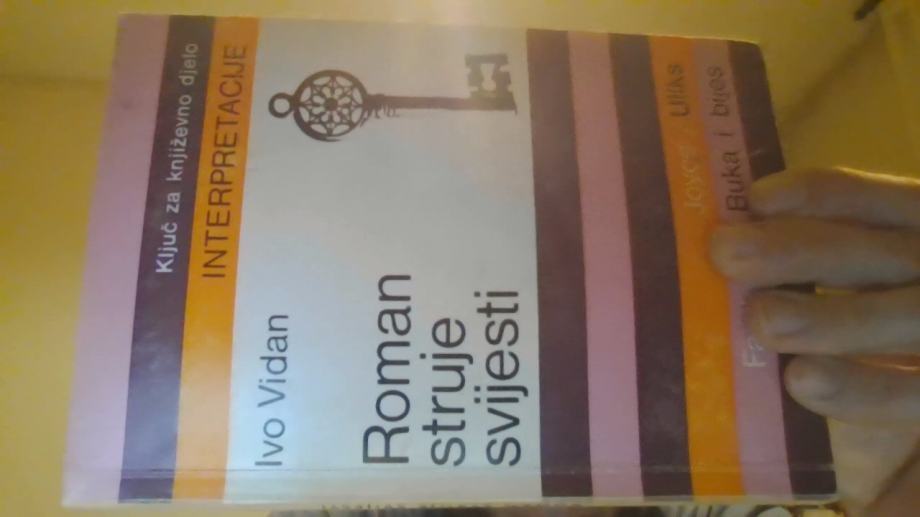 Ključ za književno djelo
INTERPRETACIJE
Ivo Vidan
Roman
struje
svijesti
Joyce / Uliks
Buka i bijes